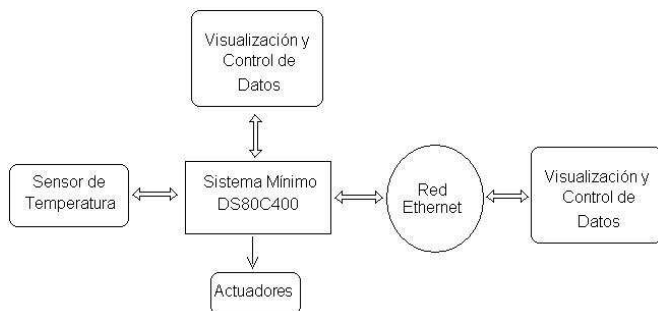 Visualización y
Control de
Datos
Sensor de
Temperatura
Sistema Mínimo
DS80C400
Red
Ethernet
Visualización y
Control de
Datos
Actuadores